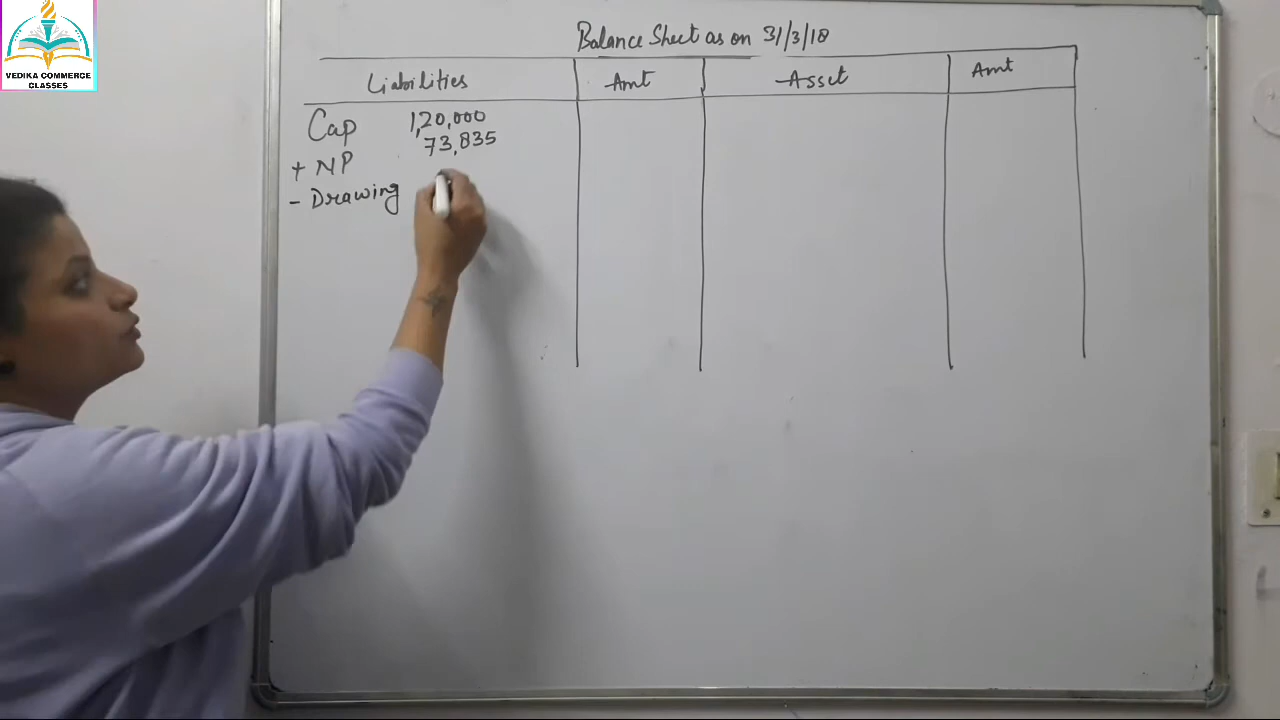 VEDIKA COMMERCE
CLASSES
Balance Sheet as on 31/3/18
Liabilities Amt Asset Amt
Cap 1,20,000
+ NP 73,835
- Drawing